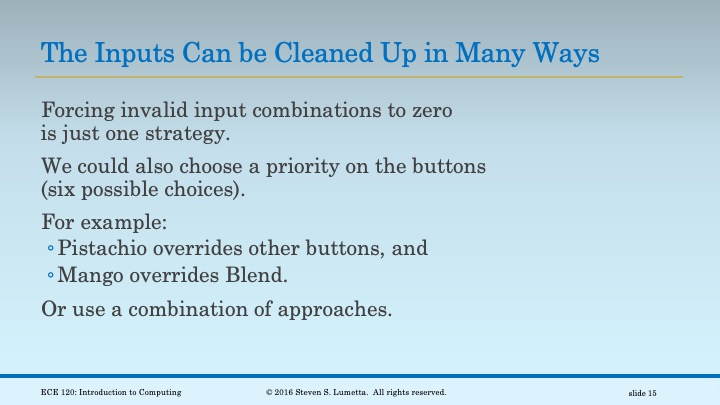 The Inputs Can be Cleaned Up in Many Ways
Forcing invalid input combinations to zero
is just one strategy.
We could also choose a priority on the buttons
(six possible choices).
For example:
◦Pistachio overrides other buttons, and
◦Mango overrides Blend.
Or use a combination of approaches.
ECE 120: Introduction to Computing
© 2016 Steven S. Lumetta. All rights reserved.
slide 15